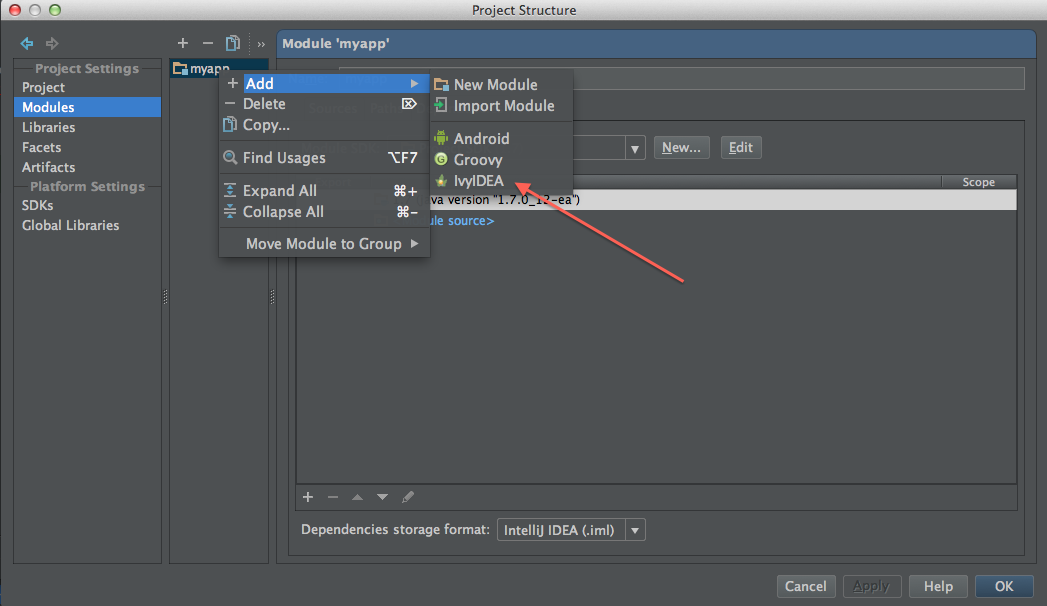 Project Structure
Module 'myapp'
Project Settings
Project
Modules
Libraries
Facets
Artifacts
Platform Settings
SDKs
Global Libraries
myapp
Add
Delete
Copy...
Find Usages ⌥F7
Expand All ⌘+
Collapse All ⌘-
Move Module to Group
New Module
Import Module
Android
Groovy
IvyIDEA
New...
Edit
Scope
ava version "1.7.0_12-ea")
ule source>
Dependencies storage format: IntelliJ IDEA (.iml)
Cancel
Apply
Help
OK